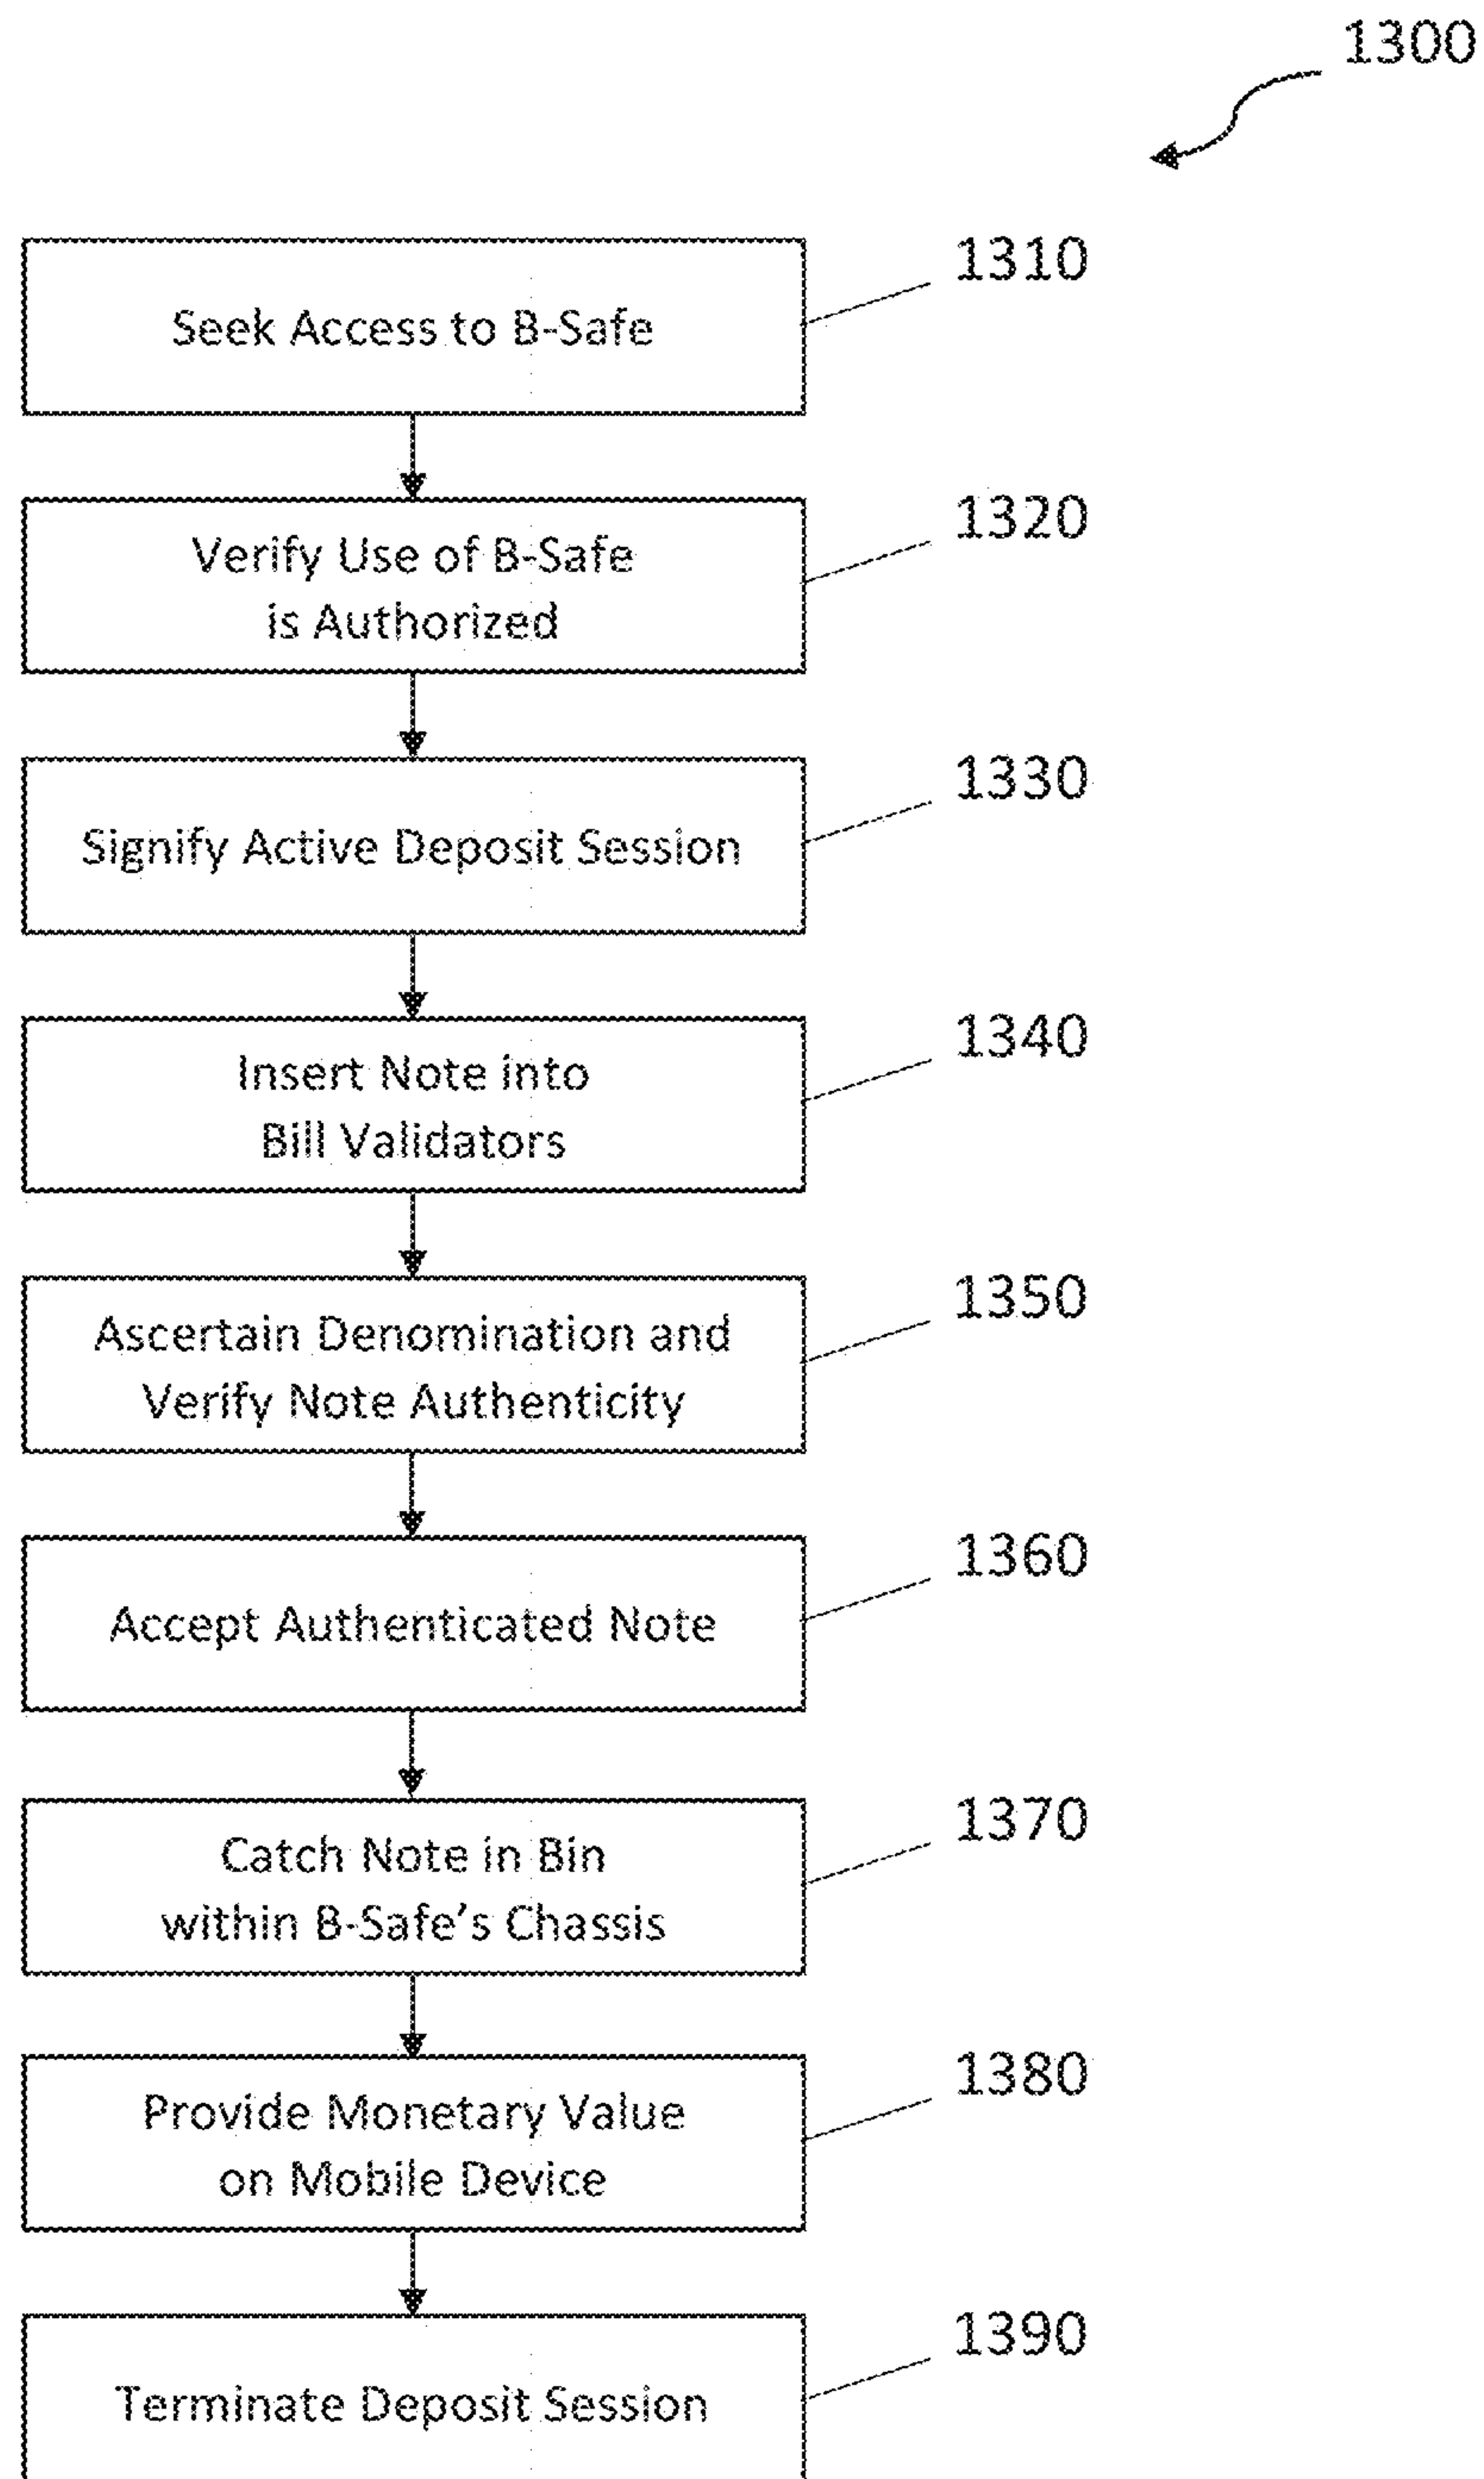 1300
1310
Seek Access to B-Safe
1320
Verify Use of B-Safe
is Authorized
1330
Signify Active Deposit Session
1340
Insert Note into
Bill Validators
1350
Ascertain Denomination and
Verify Note Authenticity
1360
Accept Authenticated Note
1370
Catch Note in Bin
within B-Safe's Chassis
1380
Provide Monetary Value
on Mobile Device
1390
Terminate Deposit Session